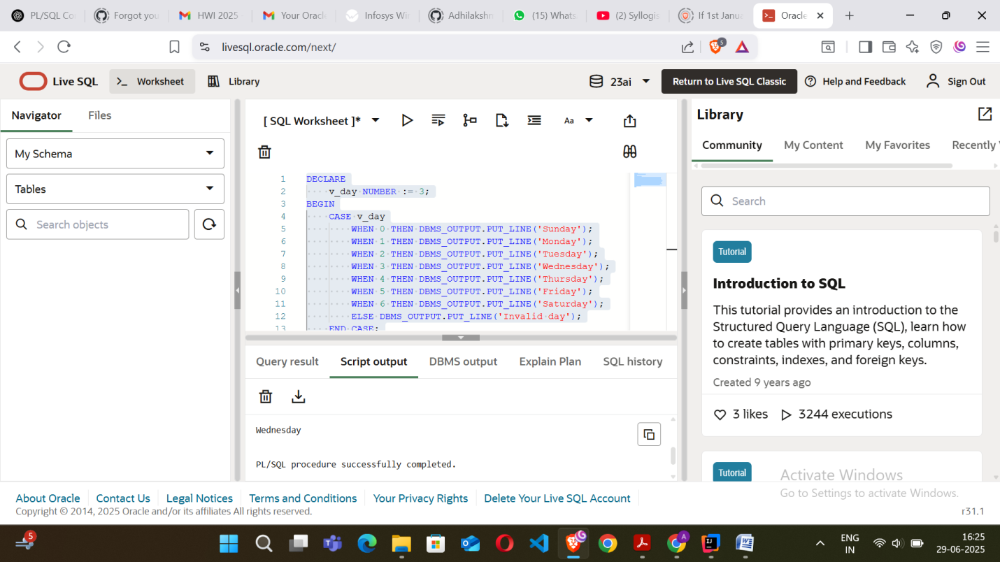 PL/SQL Co
Forgot you
HWI 2025
Your Oracl
Infosys Wi
Adhilakshm
(15) Whats
(2) Syllogis
If 1st Janua
Oracle
livesql.oracle.com/next/
5
Live SQL
Worksheet
Library
23ai
Return to Live SQL Classic
Help and Feedback
Sign Out
Navigator
Files
My Schema
Tables
Search objects
[ SQL Worksheet ]*
Aa
1 DECLARE
2 v_day NUMBER := 3;
3 BEGIN
4 CASE v_day
5 WHEN 0 THEN DBMS_OUTPUT.PUT_LINE('Sunday');
6 WHEN 1 THEN DBMS_OUTPUT.PUT_LINE('Monday');
7 WHEN 2 THEN DBMS_OUTPUT.PUT_LINE('Tuesday');
8 WHEN 3 THEN DBMS_OUTPUT.PUT_LINE('Wednesday');
9 WHEN 4 THEN DBMS_OUTPUT.PUT_LINE('Thursday');
10 WHEN 5 THEN DBMS_OUTPUT.PUT_LINE('Friday');
11 WHEN 6 THEN DBMS_OUTPUT.PUT_LINE('Saturday');
12 ELSE DBMS_OUTPUT.PUT_LINE('Invalid day');
13 END CASE;
Query result
Script output
DBMS output
Explain Plan
SQL history
Wednesday
PL/SQL procedure successfully completed.
Library
Community
My Content
My Favorites
Recently V
Search
Tutorial
Introduction to SQL
This tutorial provides an introduction to the
Structured Query Language (SQL), learn how
to create tables with primary keys, columns,
constraints, indexes, and foreign keys.
Created 9 years ago
3 likes
3244 executions
Tutorial
Activate Windows
Go to Settings to activate Windows.
About Oracle
Contact Us
Legal Notices
Terms and Conditions
Your Privacy Rights
Delete Your Live SQL Account
Copyright © 2014, 2025 Oracle and/or its affiliates All rights reserved.
r31.1
5
A
ENG
IN
16:25
29-06-2025